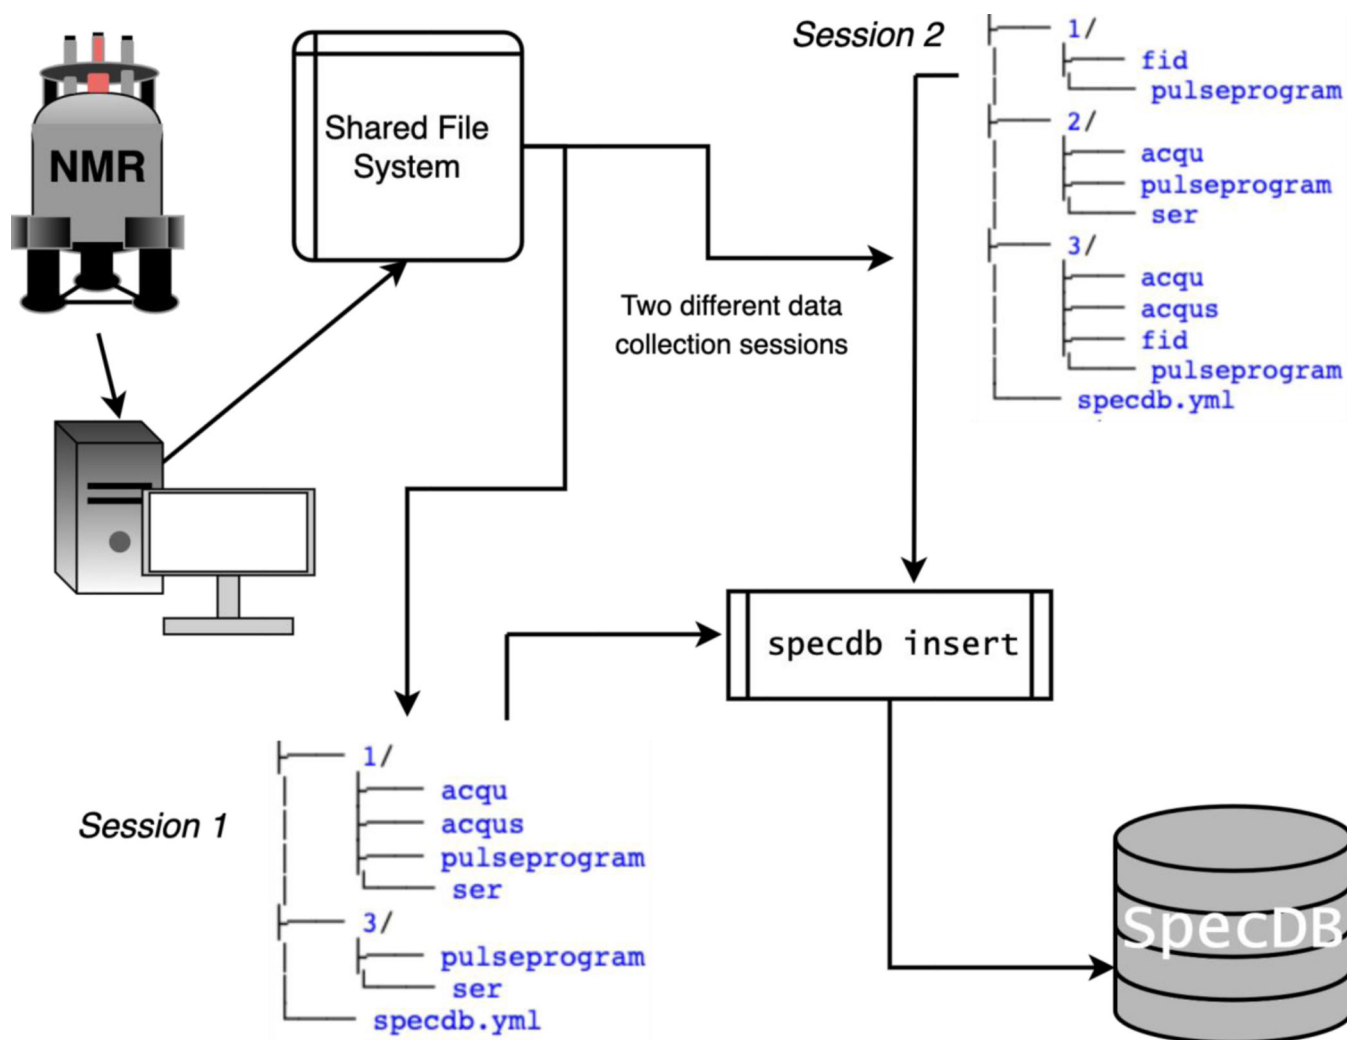 NMR
Shared File
System
Two different data
collection sessions
Session 2
1/
fid
pulseprogram
2/
acqu
pulseprogram
ser
3/
acqu
acqus
fid
pulseprogram
specdb.yml
specdb insert
Session 1
1/
acqu
acqus
pulseprogram
ser
3/
pulseprogram
ser
specdb.yml
SpecDB